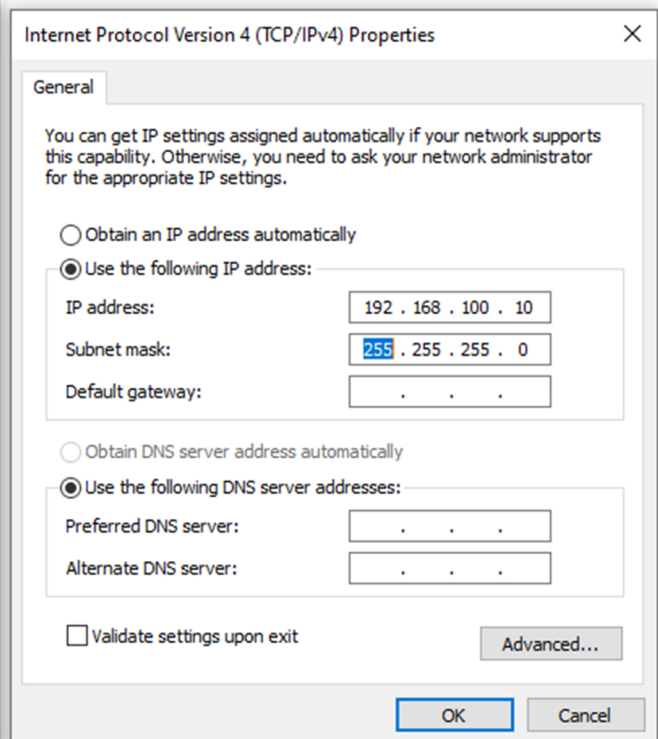 Internet Protocol Version 4 (TCP/IPv4) Properties
General
You can get IP settings assigned automatically if your network supports
this capability. Otherwise, you need to ask your network administrator
for the appropriate IP settings.
Obtain an IP address automatically
Use the following IP address:
IP address: 192 . 168 . 100 . 10
Subnet mask: 255 . 255 . 255 . 0
Default gateway: . . .
Obtain DNS server address automatically
Use the following DNS server addresses:
Preferred DNS server: . . .
Alternate DNS server: . . .
Validate settings upon exit
Advanced...
OK Cancel